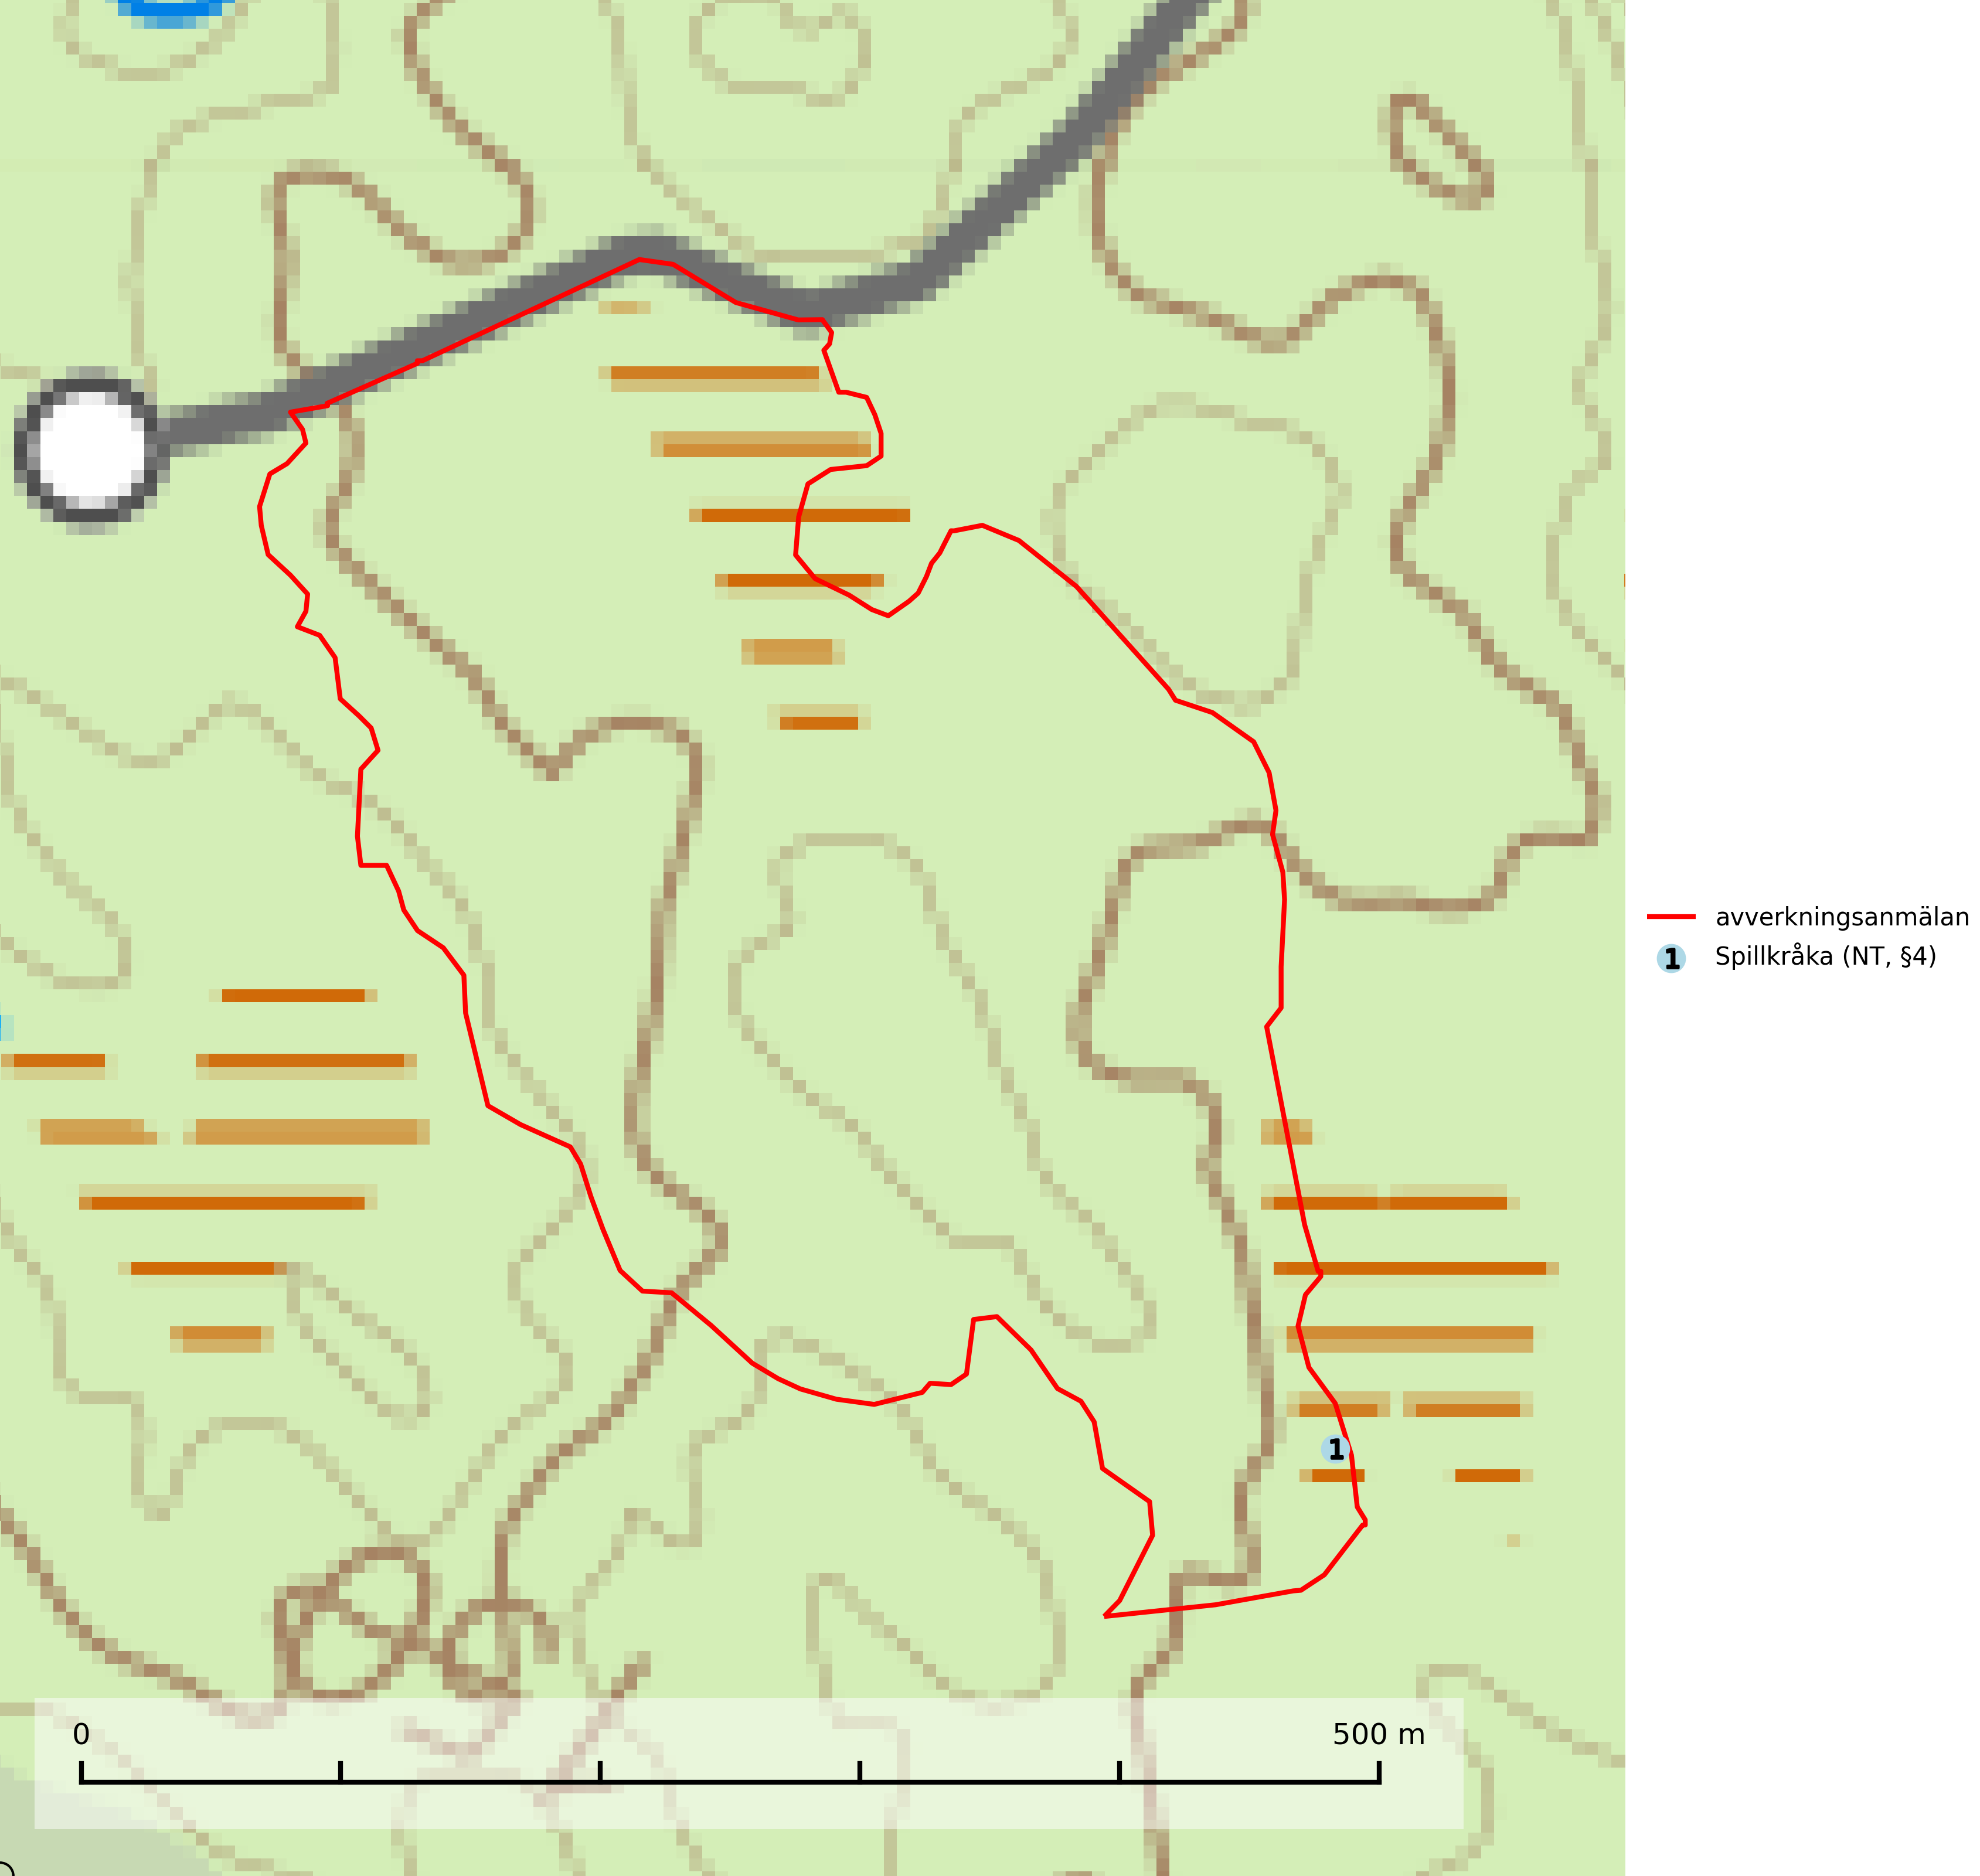 avverkningsanmälan
1 Spillkråka (NT, §4)
1
0 500 m